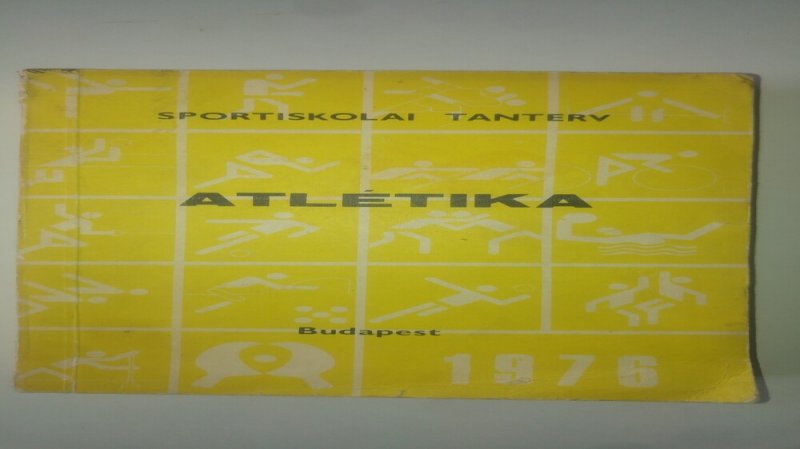 SPORTISKOLAI TANTERV
ATLÉTIKA
Budapest
1976